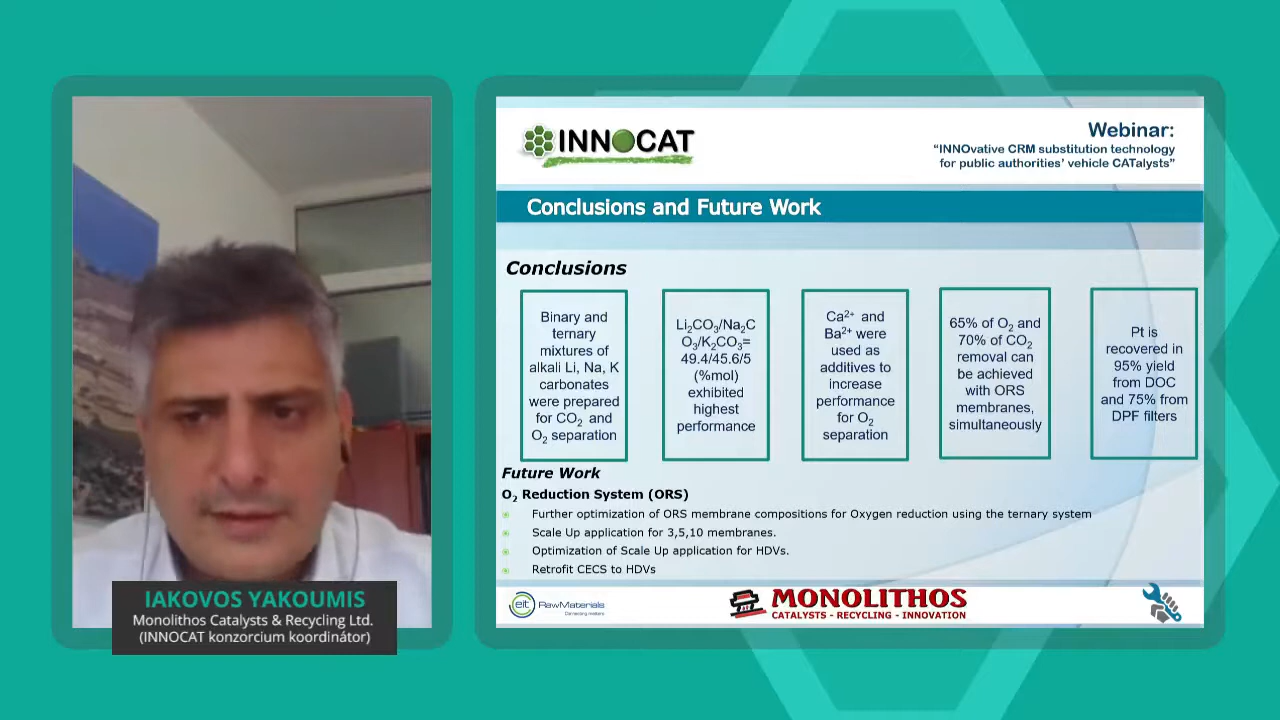 INNOCAT
Webinar:
“INNOvative CRM substitution technology
for public authorities’ vehicle CATalysts”
Conclusions and Future Work
Conclusions
Binary and
ternary
mixtures of
alkali Li, Na, K
carbonates
were prepared
for CO₂ and
O₂ separation
Li₂CO₃/Na₂C
O₃/K₂CO₃=
49.4/45.6/5
(%mol)
exhibited
highest
performance
Ca²⁺ and
Ba²⁺ were
used as
additives to
increase
performance
for O₂
separation
65% of O₂ and
70% of CO₂
removal can
be achieved
with ORS
membranes,
simultaneously
Pt is
recovered in
95% yield
from DOC
and 75% from
DPF filters
Future Work
O₂ Reduction System (ORS)
Further optimization of ORS membrane compositions for Oxygen reduction using the ternary system
Scale Up application for 3,5,10 membranes.
Optimization of Scale Up application for HDVs.
Retrofit CECS to HDVs
eit RawMaterials
Connecting matters
MONOLITHOS
CATALYSTS - RECYCLING - INNOVATION
IAKOVOS YAKOUMIS
Monolithos Catalysts & Recycling Ltd.
(INNOCAT konzorcium koordinátor)